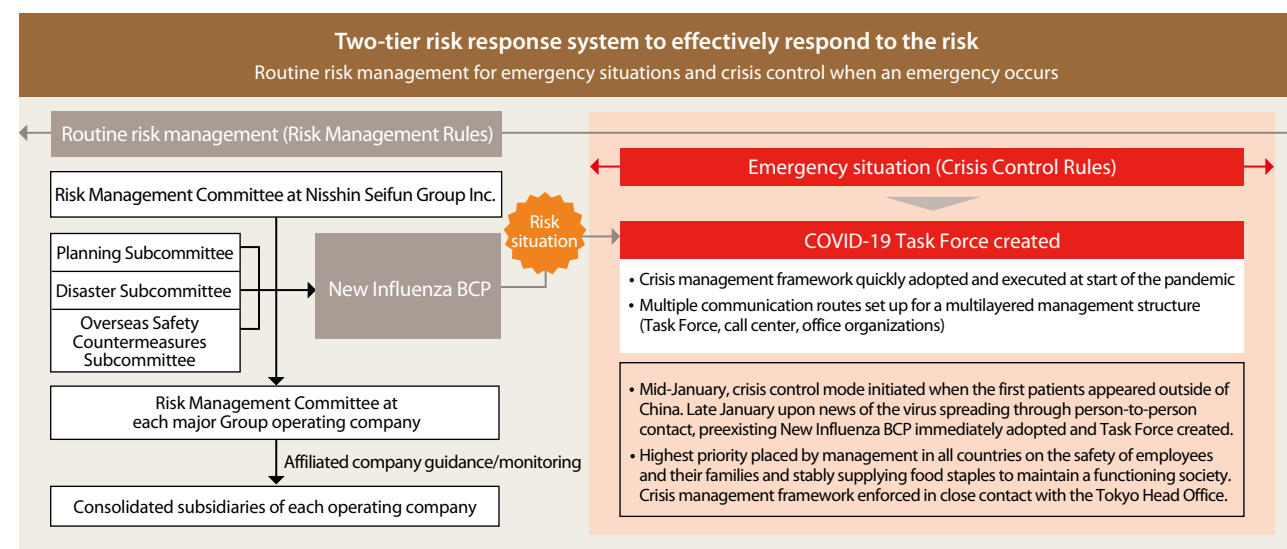 Two-tier risk response system to effectively respond to the risk
Routine risk management for emergency situations and crisis control when an emergency occurs
Routine risk management (Risk Management Rules)
Risk Management Committee at Nisshin Seifun Group Inc.
Planning Subcommittee
Disaster Subcommittee
Overseas Safety
Countermeasures
Subcommittee
New Influenza BCP
Risk
situation
Risk Management Committee at
each major Group operating company
Affiliated company guidance/monitoring
Consolidated subsidiaries of each operating company
Emergency situation (Crisis Control Rules)
COVID-19 Task Force created
• Crisis management framework quickly adopted and executed at start of the pandemic
• Multiple communication routes set up for a multilayered management structure
(Task Force, call center, office organizations)
• Mid-January, crisis control mode initiated when the first patients appeared outside of
China. Late January upon news of the virus spreading through person-to-person
contact, preexisting New Influenza BCP immediately adopted and Task Force created.
• Highest priority placed by management in all countries on the safety of employees
and their families and stably supplying food staples to maintain a functioning society.
Crisis management framework enforced in close contact with the Tokyo Head Office.